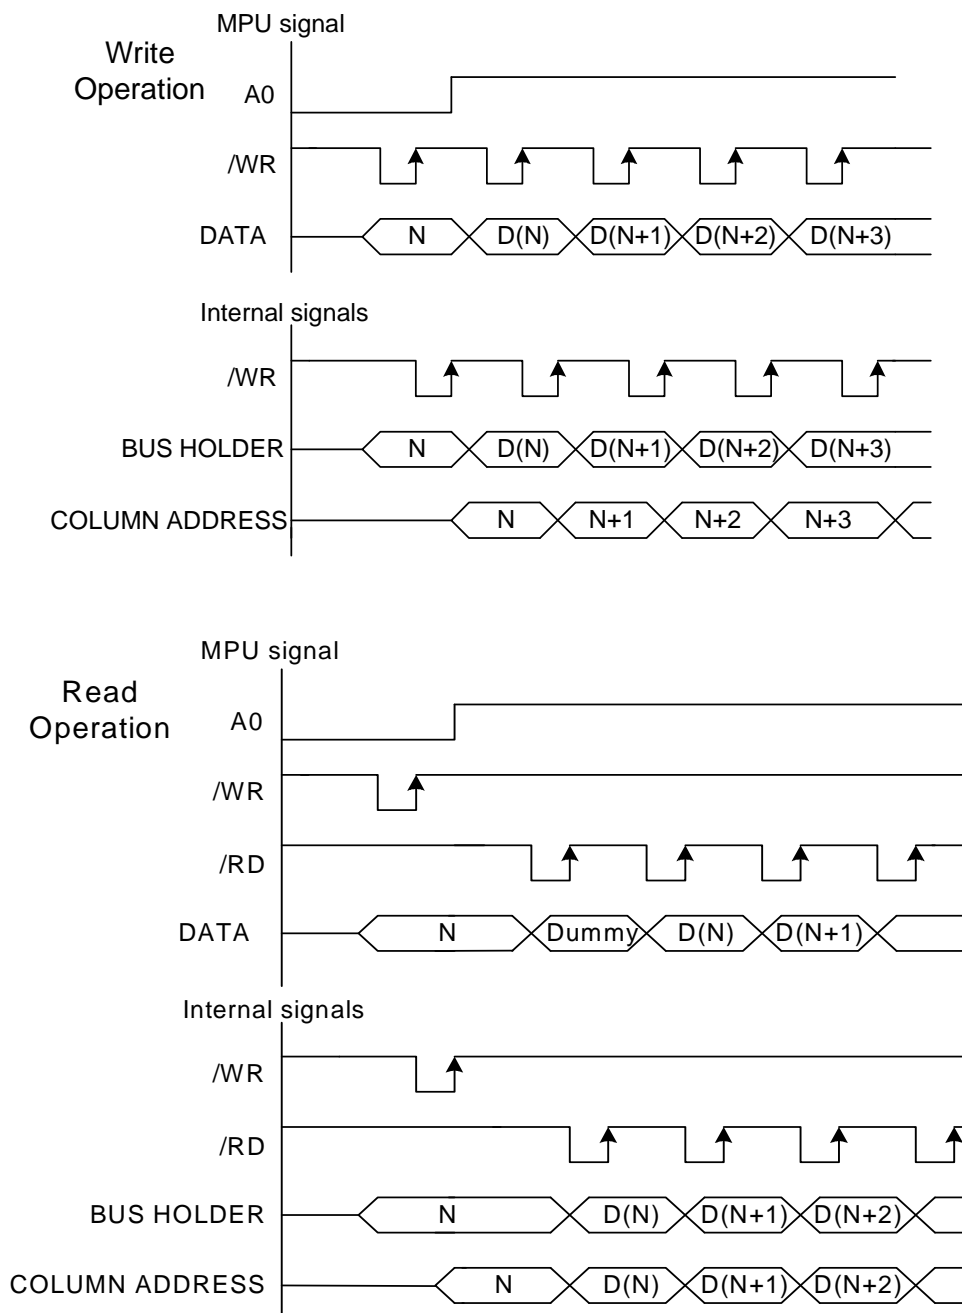 MPU signal
Write
Operation
A0
/WR
DATA N D(N) D(N+1) D(N+2) D(N+3)
Internal signals
/WR
BUS HOLDER N D(N) D(N+1) D(N+2) D(N+3)
COLUMN ADDRESS N N+1 N+2 N+3
MPU signal
Read
Operation
A0
/WR
/RD
DATA N Dummy D(N) D(N+1)
Internal signals
/WR
/RD
BUS HOLDER N D(N) D(N+1) D(N+2)
COLUMN ADDRESS N D(N) D(N+1) D(N+2)